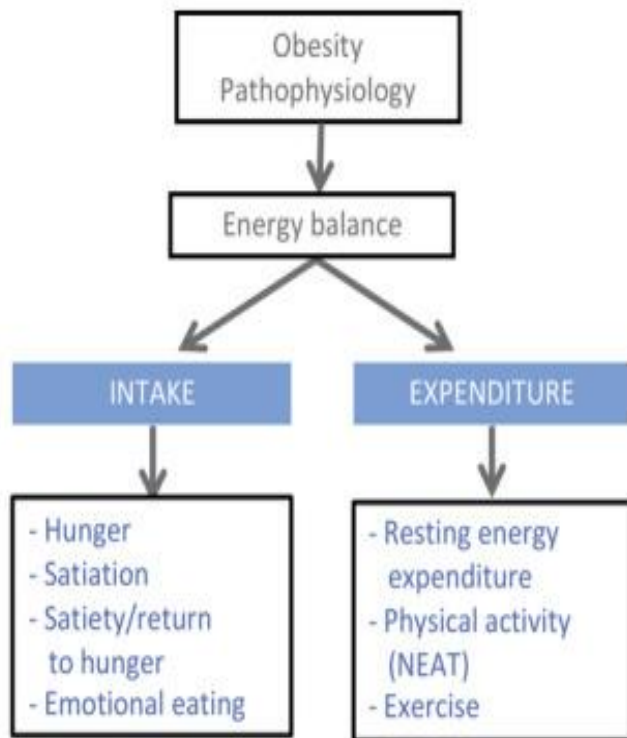 Obesity
Pathophysiology
Energy balance
INTAKE
EXPENDITURE
- Hunger
- Satiation
- Satiety/return
to hunger
- Emotional eating
- Resting energy
expenditure
- Physical activity
(NEAT)
- Exercise